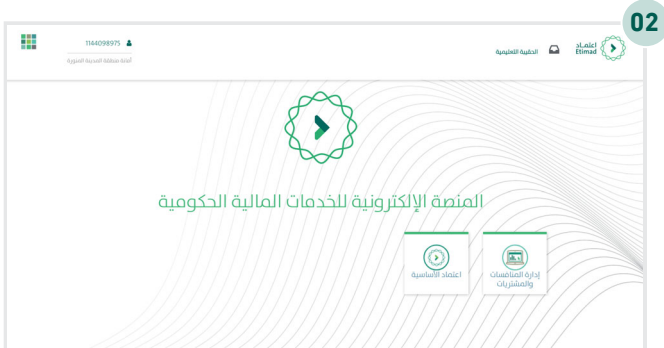 02
اعتمـاد
Etimad
الحقيبة التعليمية
1144098975
أمانة منطقة المدينة المنورة
المنصة الإلكترونية للخدمات المالية الحكومية
إدارة المنافسات
والمشتريات
اعتماد الأساسية